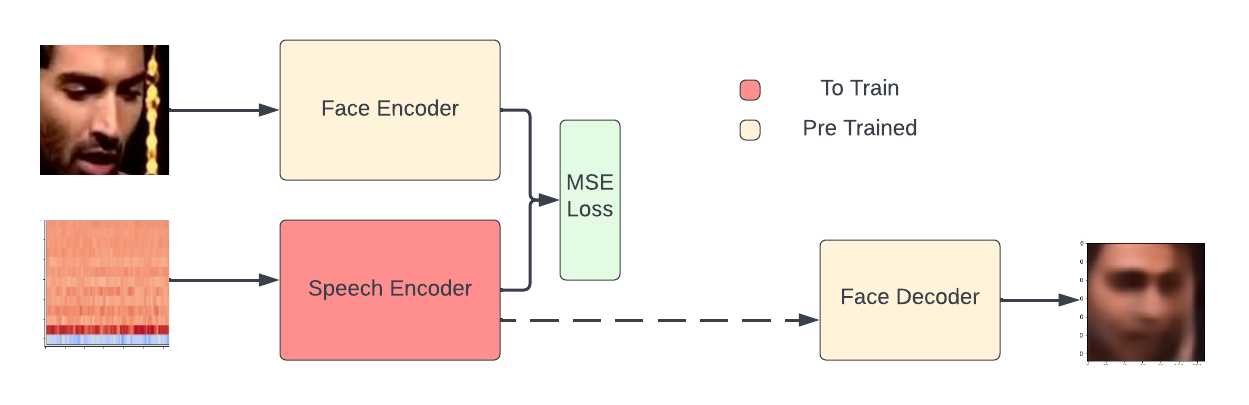 Face Encoder
Speech Encoder
MSE
Loss
To Train
Pre Trained
Face Decoder